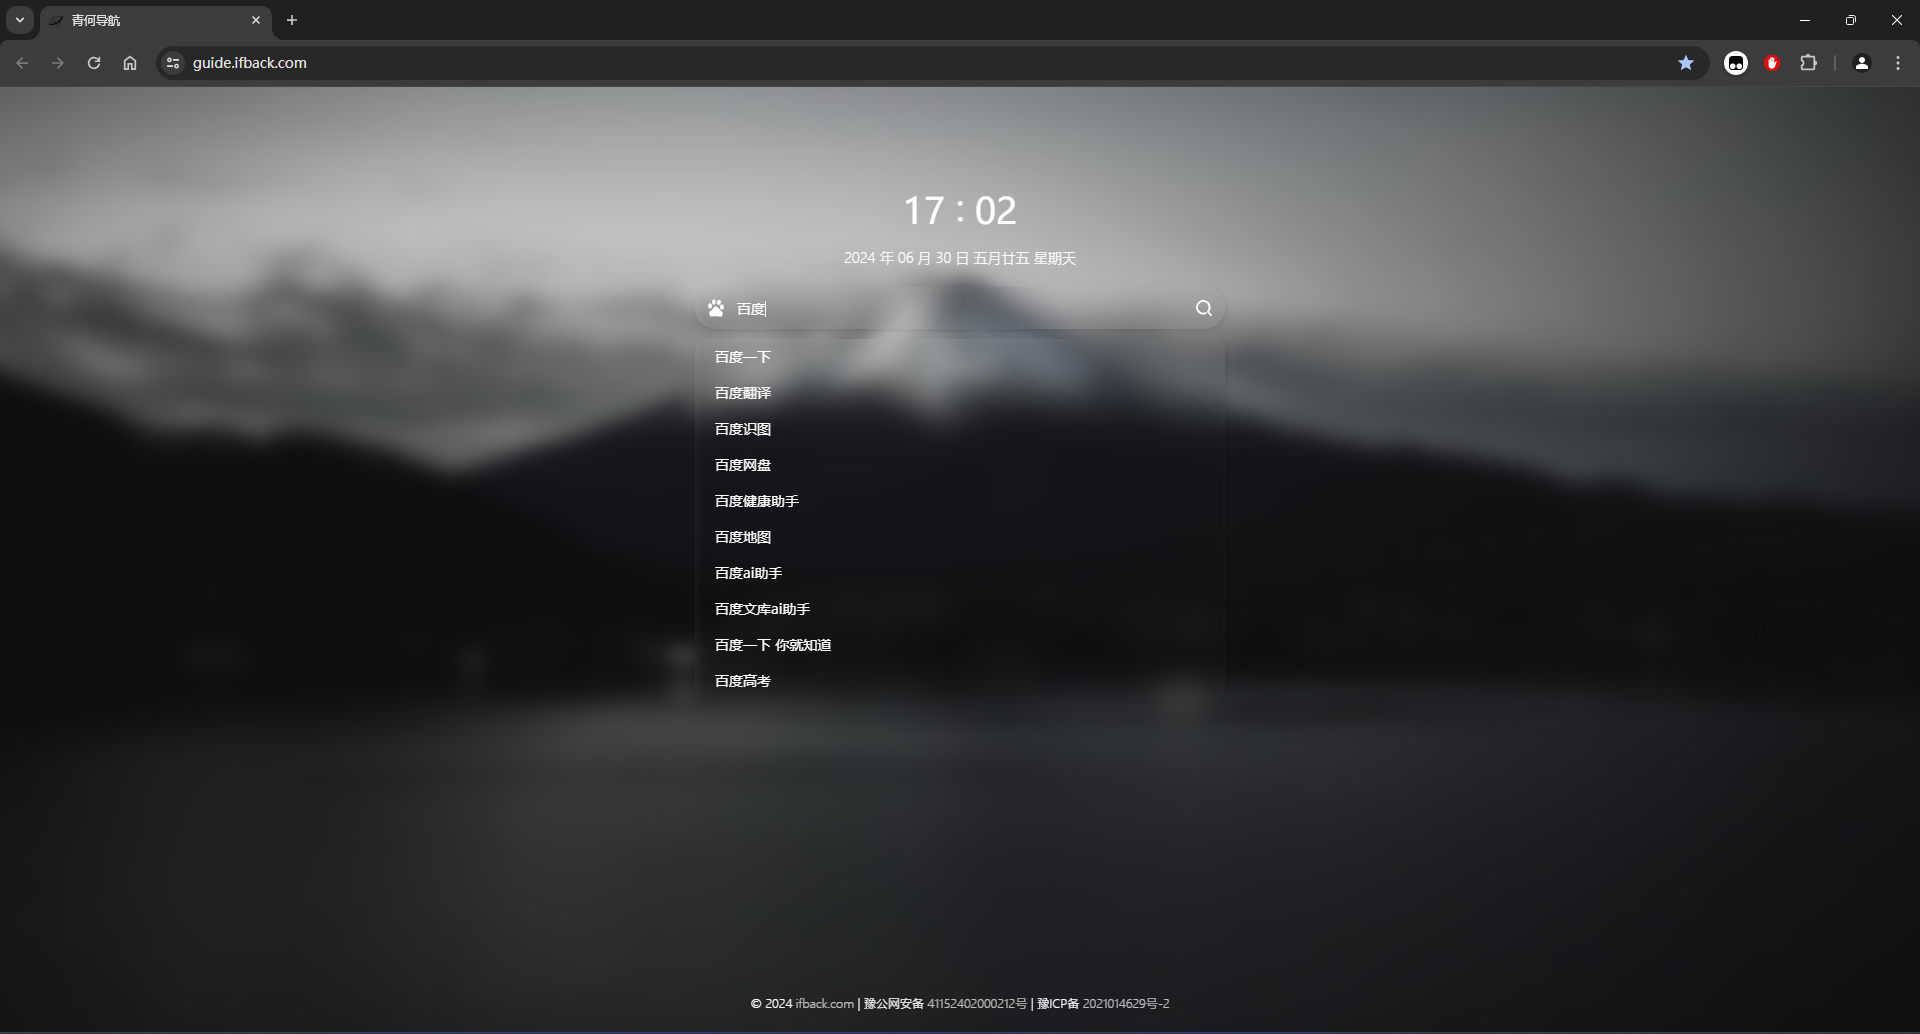 青何导航
guide.ifback.com
17 : 02
2024 年 06 月 30 日 五月廿五 星期天
百度
百度一下
百度翻译
百度识图
百度网盘
百度健康助手
百度地图
百度ai助手
百度文库ai助手
百度一下 你就知道
百度高考
© 2024 ifback.com | 豫公网安备 41152402000212号 | 豫ICP备 2021014629号-2